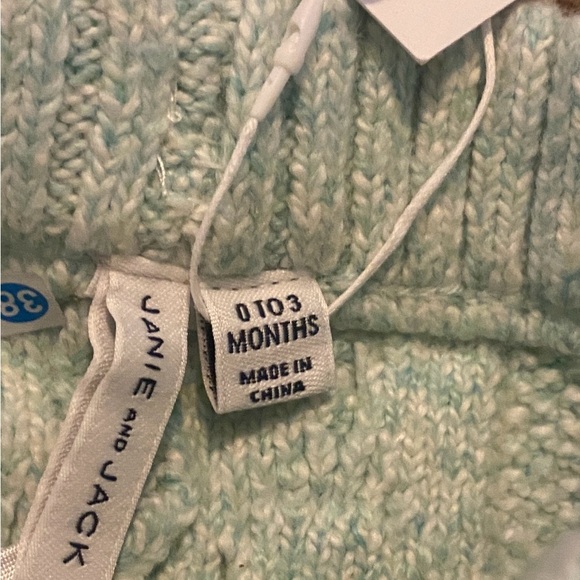 0 TO 3
MONTHS
MADE IN
CHINA
JANIE AND JACK
38